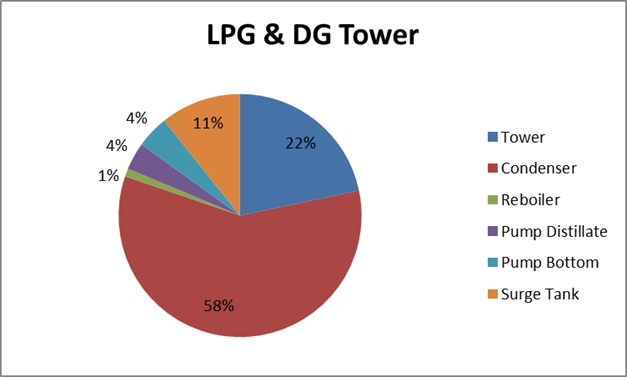 LPG & DG Tower
4%
11%
22%
4%
1%
58%
Tower
Condenser
Reboiler
Pump Distillate
Pump Bottom
Surge Tank